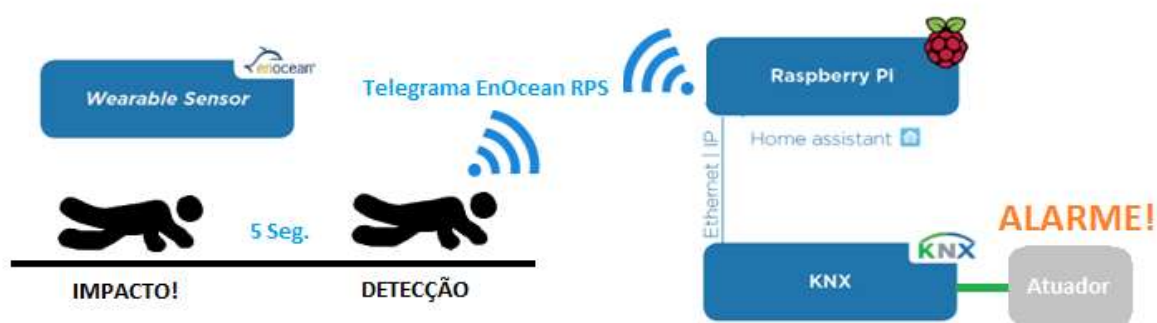 enocean
Wearable Sensor
Telegrama EnOcean RPS
Raspberry Pi
Home assistant
Ethernet | IP
5 Seg.
IMPACTO!
DETECÇÃO
ALARME!
KNX
KNX
Atuador